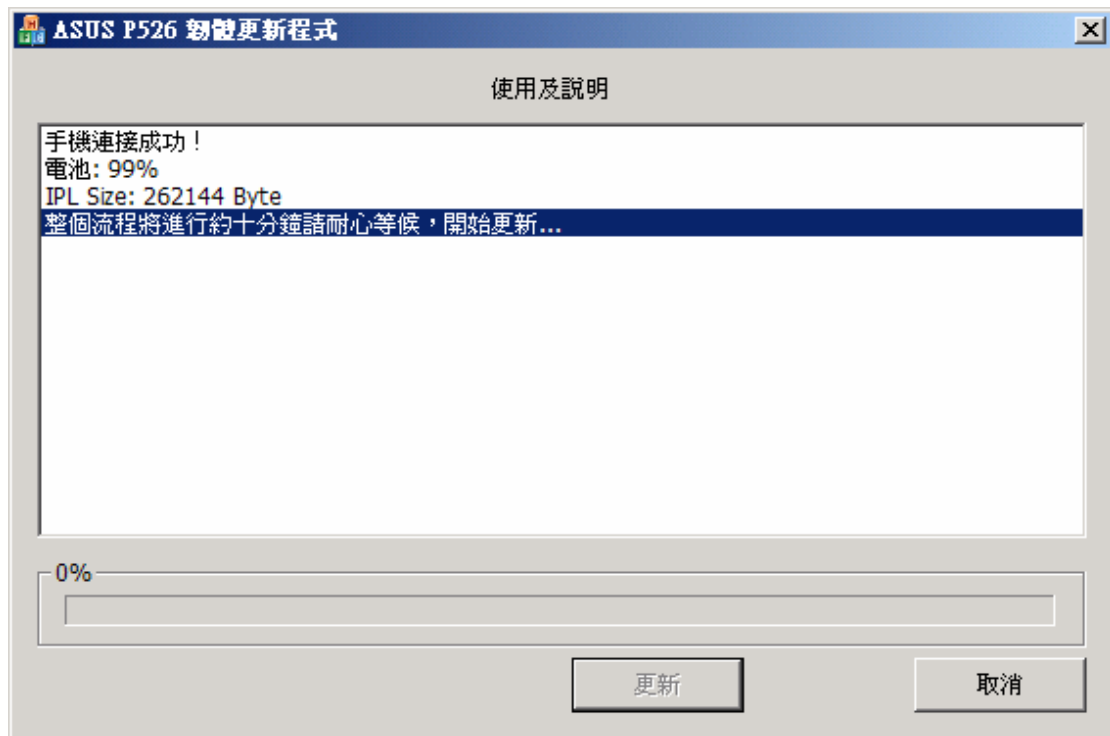 ASUS P526 韌體更新程式
使用及說明
手機連接成功！
電池: 99%
IPL Size: 262144 Byte
整個流程將進行約十分鐘請耐心等候，開始更新...
0%
更新
取消